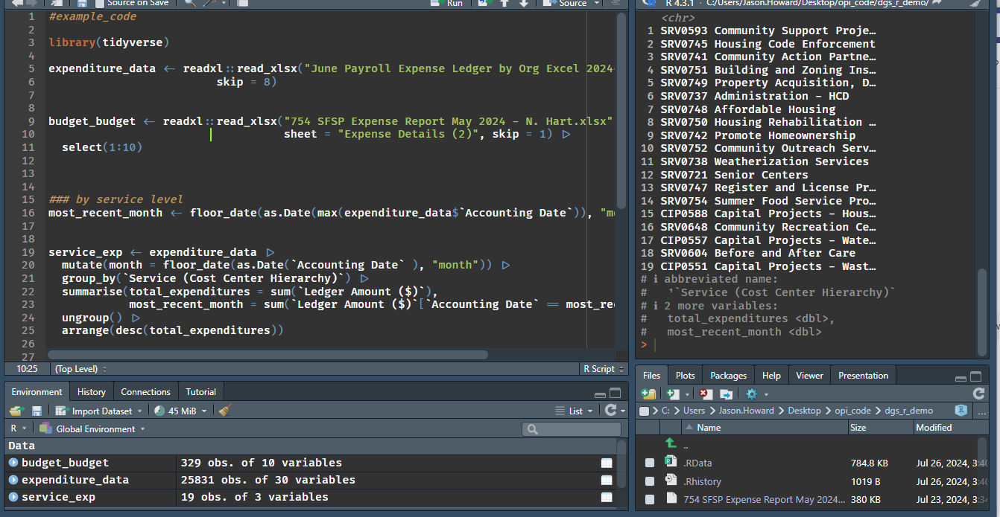 Source on Save
Run
Source
1 #example_code
2
3 library(tidyverse)
4
5 expenditure_data <- readxl::read_xlsx("June Payroll Expense Ledger by Org Excel 2024
6 skip = 8)
7
8
9 budget_budget <- readxl::read_xlsx("754 SFSP Expense Report May 2024 - N. Hart.xlsx"
10 sheet = "Expense Details (2)", skip = 1) |>
11 select(1:10)
12
13
14
15 ### by service level
16 most_recent_month <- floor_date(as.Date(max(expenditure_data$`Accounting Date`)), "mo
17
18
19 service_exp <- expenditure_data |>
20 mutate(month = floor_date(as.Date(`Accounting Date` ), "month")) |>
21 group_by(`Service (Cost Center Hierarchy)`) |>
22 summarise(total_expenditures = sum(`Ledger Amount ($)`),
23 most_recent_month = sum(`Ledger Amount ($)`[`Accounting Date` == most_rec
24 ungroup() |>
25 arrange(desc(total_expenditures))
26
27
10:25 (Top Level) R Script
Environment History Connections Tutorial
Import Dataset 45 MiB List
R Global Environment
Data
budget_budget 329 obs. of 10 variables
expenditure_data 25831 obs. of 30 variables
service_exp 19 obs. of 3 variables
R 4.3.1 · C:/Users/Jason.Howard/Desktop/opi_code/dgs_r_demo/
<chr>
1 SRV0593 Community Support Proje…
2 SRV0745 Housing Code Enforcement
3 SRV0741 Community Action Partne…
4 SRV0751 Building and Zoning Ins…
5 SRV0749 Property Acquisition, D…
6 SRV0737 Administration - HCD
7 SRV0748 Affordable Housing
8 SRV0750 Housing Rehabilitation …
9 SRV0742 Promote Homeownership
10 SRV0752 Community Outreach Serv…
11 SRV0738 Weatherization Services
12 SRV0721 Senior Centers
13 SRV0747 Register and License Pr…
14 SRV0754 Summer Food Service Pro…
15 CIP0588 Capital Projects - Hous…
16 SRV0648 Community Recreation Ce…
17 CIP0557 Capital Projects - Wate…
18 SRV0604 Before and After Care
19 CIP0551 Capital Projects - Wast…
# ℹ abbreviated name:
# ¹`Service (Cost Center Hierarchy)`
# ℹ 2 more variables:
# total_expenditures <dbl>,
# most_recent_month <dbl>
>
Files Plots Packages Help Viewer Presentation
C: > Users > Jason.Howard > Desktop > opi_code > dgs_r_demo ...
Name Size Modified
..
.RData 784.8 KB Jul 26, 2024, 3:40
.Rhistory 1019 B Jul 26, 2024, 3:40
754 SFSP Expense Report May 2024... 380 KB Jul 23, 2024, 3:34